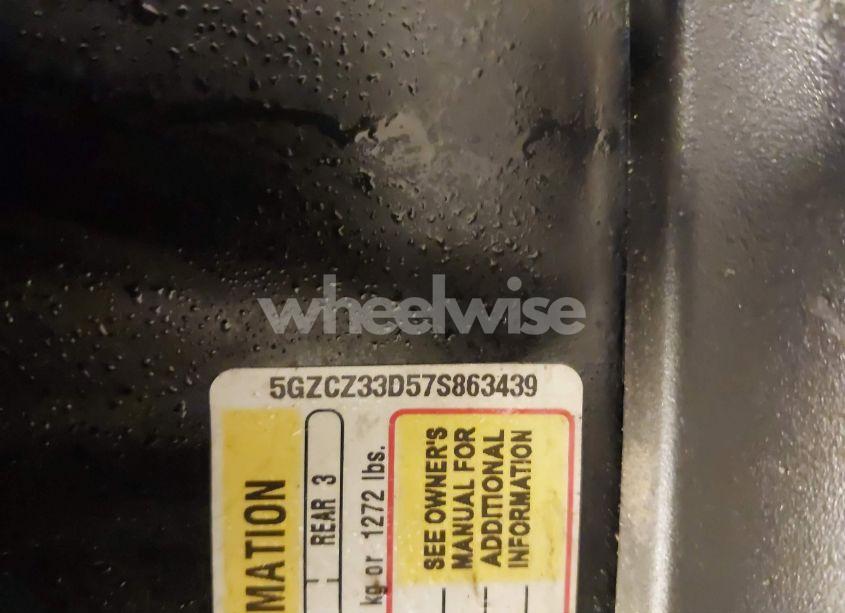 wheelwise
5GZCZ33D57S863439
MATION
REAR 3
kg or 1272 lbs.
SEE OWNER'S
MANUAL FOR
ADDITIONAL
INFORMATION